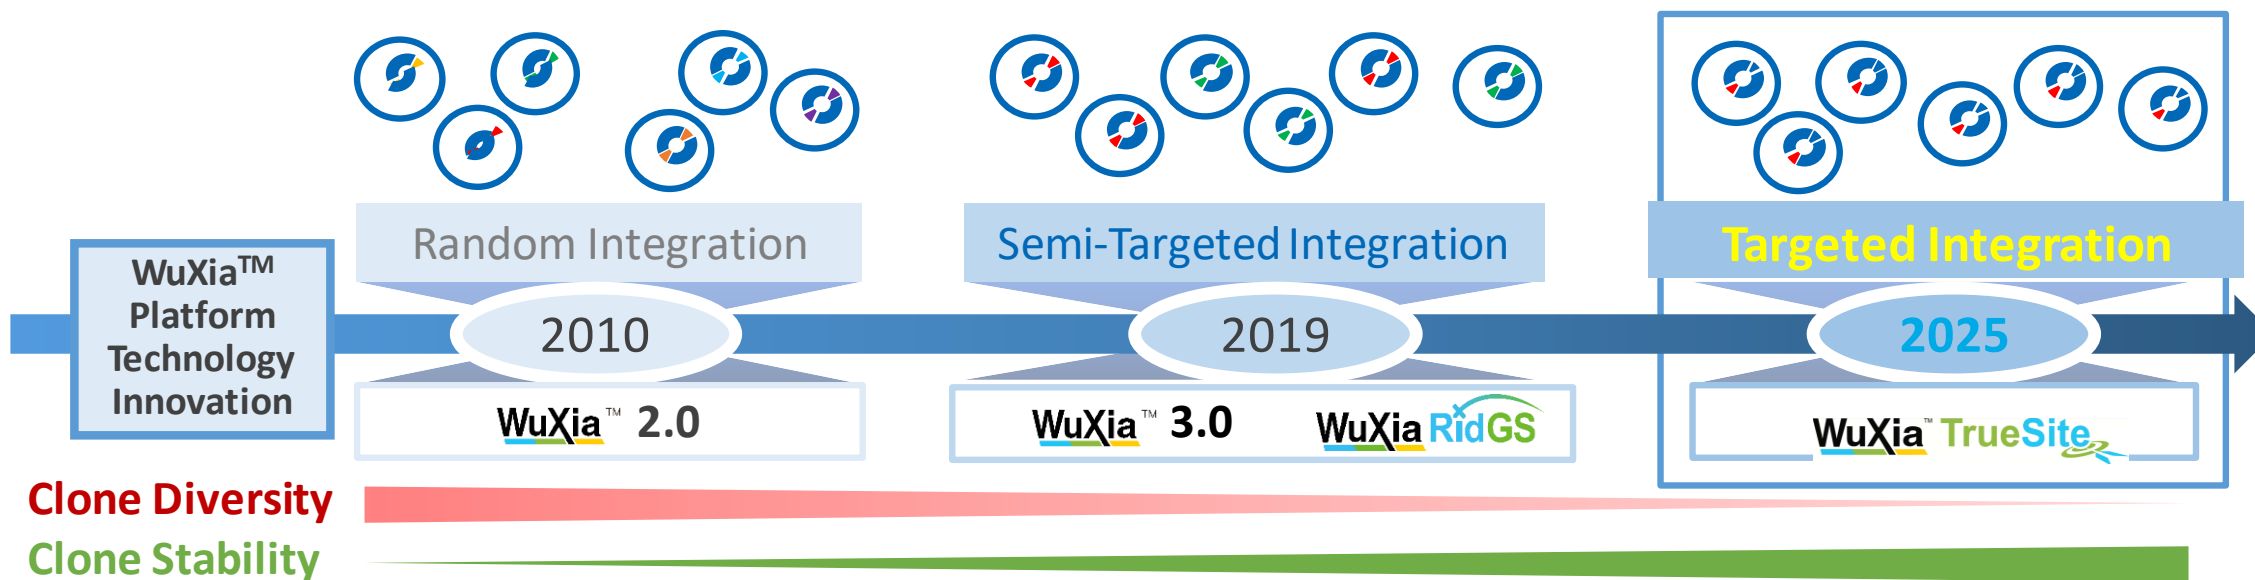 Random Integration
Semi-Targeted Integration
Targeted Integration
WuXia™
Platform
Technology
Innovation
2010
2019
2025
WuXia™ 2.0
WuXia™ 3.0
WuXia RidGS
WuXia™ TrueSite
Clone Diversity
Clone Stability